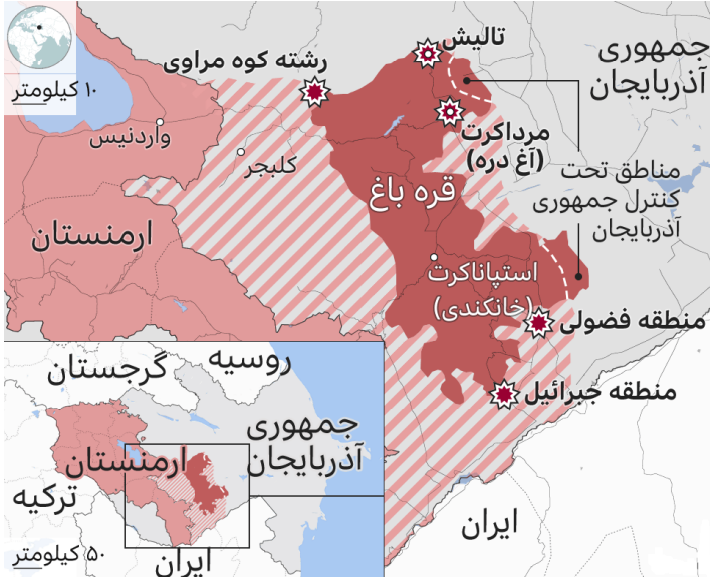 ۱۰ کیلومتر
رشته کوه مراوی
تالیش
جمهوری
آذربایجان
واردنیس
کلبجر
مرداکرت
(آغ دره)
مناطق تحت
کنترل جمهوری
آذربایجان
قره باغ
ارمنستان
استپاناکرت
(خانکندی)
منطقه فضولی
منطقه جبرائیل
ایران
روسیه
گرجستان
جمهوری
آذربایجان
ارمنستان
ترکیه
ایران
۵۰ کیلومتر